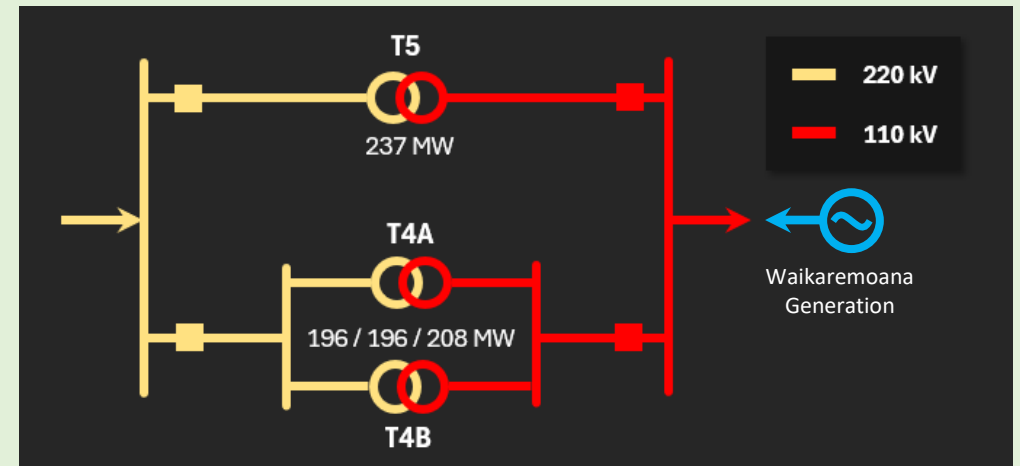 T5
220 kV
110 kV
237 MW
T4A
196 / 196 / 208 MW
T4B
Waikaremoana
Generation